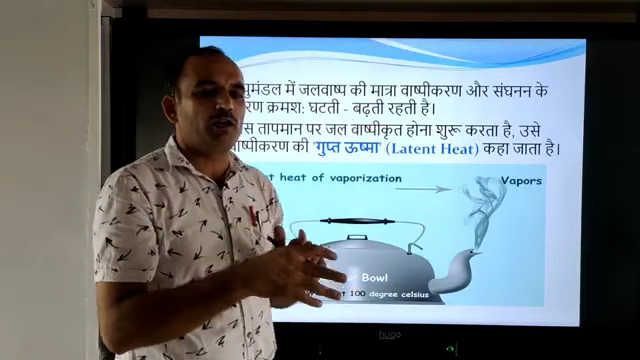 मंडल में जलवाष्प की मात्रा वाष्पीकरण और संघनन के
रण क्रमश: घटती - बढ़ती रहती है।
तापमान पर जल वाष्पीकृत होना शुरू करता है, उसे
ष्पीकरण की 'गुप्त ऊष्मा' (Latent Heat) कहा जाता है।
heat of vaporization
Vapors
Bowl
100 degree celsius